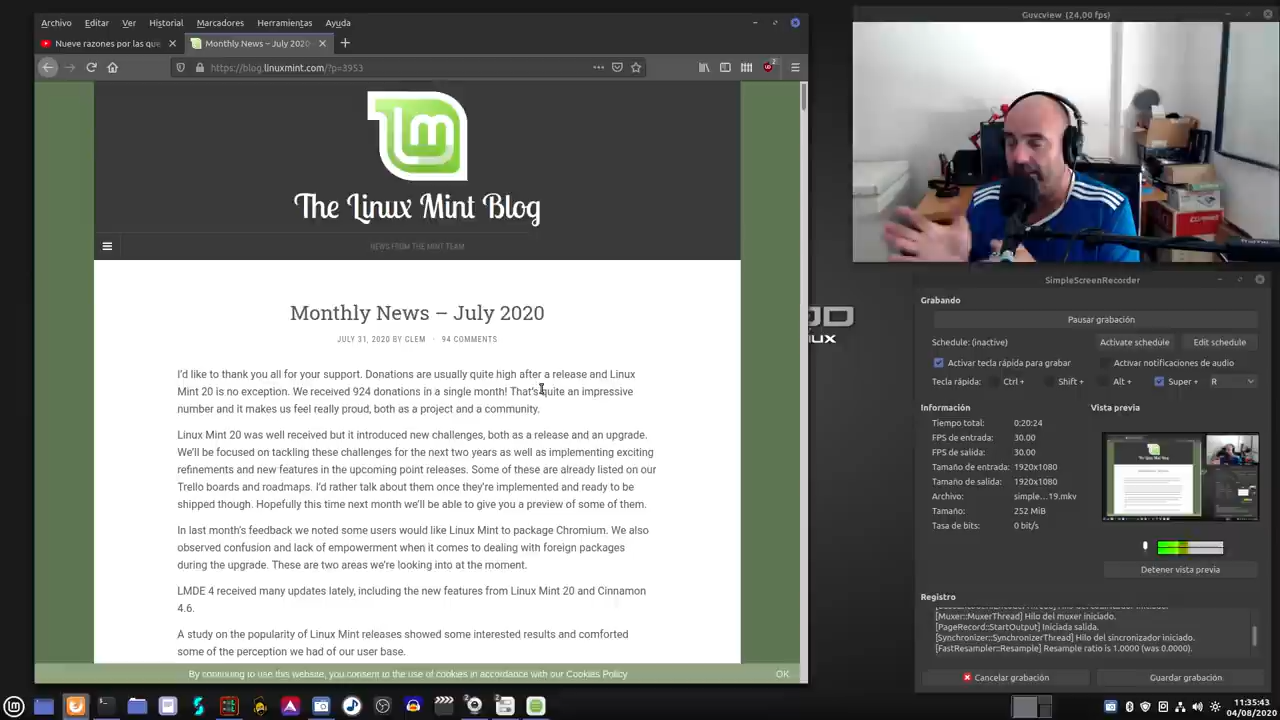 Archivo Editar Ver Historial Marcadores Herramientas Ayuda
Nueve razones por las que
Monthly News – July 2020
https://blog.linuxmint.com/?p=3953
The Linux Mint Blog
NEWS FROM THE MINT TEAM
Monthly News – July 2020
JULY 31, 2020 BY CLEM · 94 COMMENTS
I'd like to thank you all for your support. Donations are usually quite high after a release and Linux
Mint 20 is no exception. We received 924 donations in a single month! That's quite an impressive
number and it makes us feel really proud, both as a project and a community.
Linux Mint 20 was well received but it introduced new challenges, both as a release and an upgrade.
We'll be focused on tackling these challenges for the next two years as well as implementing exciting
refinements and new features in the upcoming point releases. Some of these are already listed on our
Trello boards and roadmaps. I'd rather talk about them once they're implemented and ready to be
shipped though. Hopefully this time next month we'll be able to give you a preview of some of them.
In last month's feedback we noted some users would like Linux Mint to package Chromium. We also
observed confusion and lack of empowerment when it comes to dealing with foreign packages
during the upgrade. These are two areas we're looking into at the moment.
LMDE 4 received many updates lately, including the new features from Linux Mint 20 and Cinnamon
4.6.
A study on the popularity of Linux Mint releases showed some interested results and comforted
some of the perception we had of our user base.
By continuing to use this website, you consent to the use of cookies in accordance with our Cookies Policy
OK
Guvcview (24,00 fps)
SimpleScreenRecorder
Grabando
Pausar grabación
Schedule: (inactive)
Activate schedule
Edit schedule
Activar tecla rápida para grabar
Activar notificaciones de audio
Tecla rápida: Ctrl + Shift + Alt + Super + R
Información
Tiempo total: 0:20:24
FPS de entrada: 30.00
FPS de salida: 30.00
Tamaño de entrada: 1920x1080
Tamaño de salida: 1920x1080
Archivo: simple...19.mkv
Tamaño: 252 MiB
Tasa de bits: 0 bit/s
Vista previa
Detener vista previa
Registro
[Muxer::MuxerThread] Hilo del muxer iniciado.
[PageRecord::StartOutput] Iniciada salida.
[Synchronizer::SynchronizerThread] Hilo del sincronizador iniciado.
[FastResampler::Resample] Resample ratio is 1.0000 (was 0.0000).
Cancelar grabación
Guardar grabación
11:35:43
04/08/2020